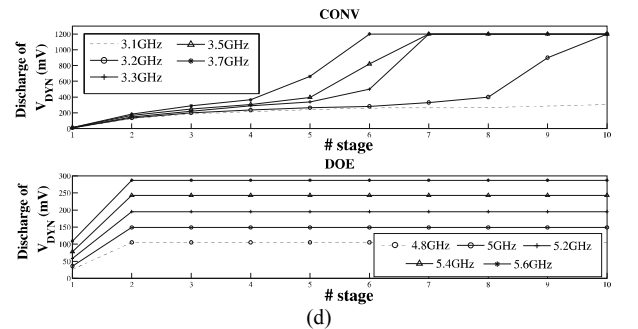 CONV
Discharge of
V_DYN (mV)
1200
1000
800
600
400
200
0
3.1GHz
3.5GHz
3.2GHz
3.7GHz
3.3GHz
1 2 3 4 5 6 7 8 9 10
# stage
DOE
Discharge of
V_DYN (mV)
300
250
200
150
100
50
0
4.8GHz 5GHz 5.2GHz
5.4GHz 5.6GHz
1 2 3 4 5 6 7 8 9 10
# stage
(d)